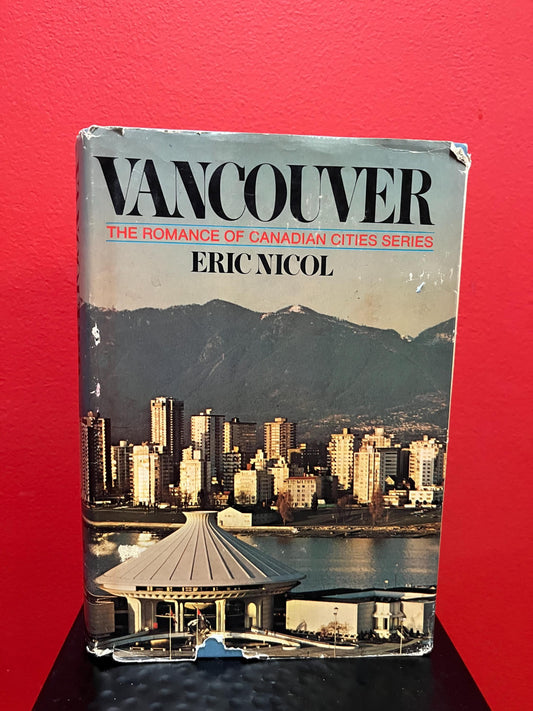 VANCOUVER
THE ROMANCE OF CANADIAN CITIES SERIES
ERIC NICOL